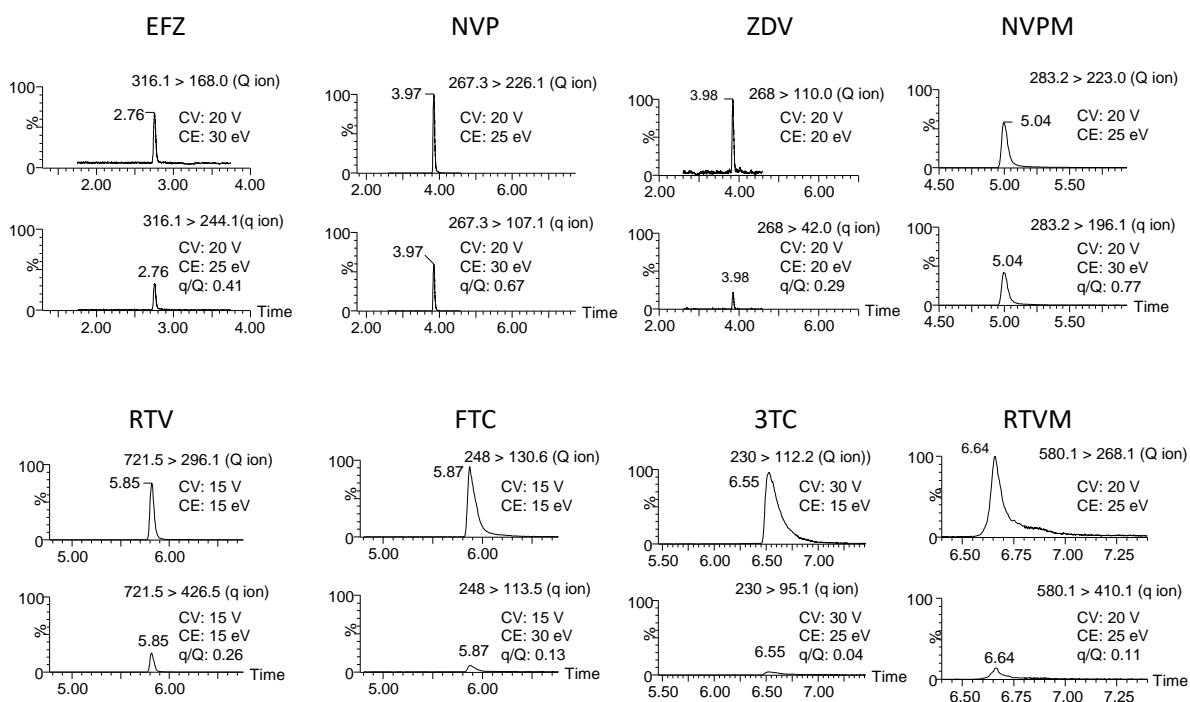 EFZ
316.1 > 168.0 (Q ion)
100
%
0
2.76
CV: 20 V
CE: 30 eV
2.00 3.00 4.00
316.1 > 244.1(q ion)
100
%
0
2.76
CV: 20 V
CE: 25 eV
q/Q: 0.41
Time
2.00 3.00 4.00
NVP
267.3 > 226.1 (Q ion)
100
%
0
3.97
CV: 20 V
CE: 25 eV
2.00 4.00 6.00
267.3 > 107.1 (q ion)
100
%
0
3.97
CV: 20 V
CE: 30 eV
q/Q: 0.67
Time
2.00 4.00 6.00
ZDV
268 > 110.0 (Q ion)
100
%
0
3.98
CV: 20 V
CE: 20 eV
2.00 4.00 6.00
268 > 42.0 (q ion)
100
%
0
3.98
CV: 20 V
CE: 20 eV
q/Q: 0.29
Time
2.00 4.00 6.00
NVPM
283.2 > 223.0 (Q ion)
100
%
0
5.04
CV: 20 V
CE: 25 eV
4.50 5.00 5.50
283.2 > 196.1 (q ion)
100
%
0
5.04
CV: 20 V
CE: 30 eV
q/Q: 0.77
Time
4.50 5.00 5.50
RTV
721.5 > 296.1 (Q ion)
100
%
0
5.85
CV: 15 V
CE: 15 eV
5.00 6.00
721.5 > 426.5 (q ion)
100
%
0
5.85
CV: 15 V
CE: 15 eV
q/Q: 0.26
Time
5.00 6.00
FTC
248 > 130.6 (Q ion)
100
%
0
5.87
CV: 15 V
CE: 15 eV
5.00 6.00
248 > 113.5 (q ion)
100
%
0
5.87
CV: 15 V
CE: 30 eV
q/Q: 0.13
Time
5.00 6.00
3TC
230 > 112.2 (Q ion))
100
%
0
6.55
CV: 30 V
CE: 15 eV
5.50 6.00 6.50 7.00
230 > 95.1 (q ion)
100
%
0
6.55
CV: 30 V
CE: 25 eV
q/Q: 0.04
Time
5.50 6.00 6.50 7.00
RTVM
580.1 > 268.1 (Q ion)
100
%
0
6.64
CV: 20 V
CE: 25 eV
6.50 6.75 7.00 7.25
580.1 > 410.1 (q ion)
100
%
0
6.64
CV: 20 V
CE: 25 eV
q/Q: 0.11
Time
6.50 6.75 7.00 7.25